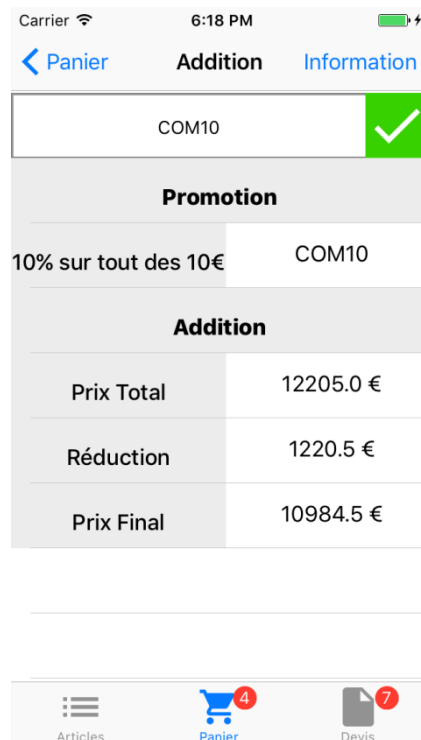 Carrier 6:18 PM
Panier Addition Information
COM10
Promotion
10% sur tout des 10€ COM10
Addition
Prix Total 12205.0 €
Réduction 1220.5 €
Prix Final 10984.5 €
4 7
Articles Panier Devis